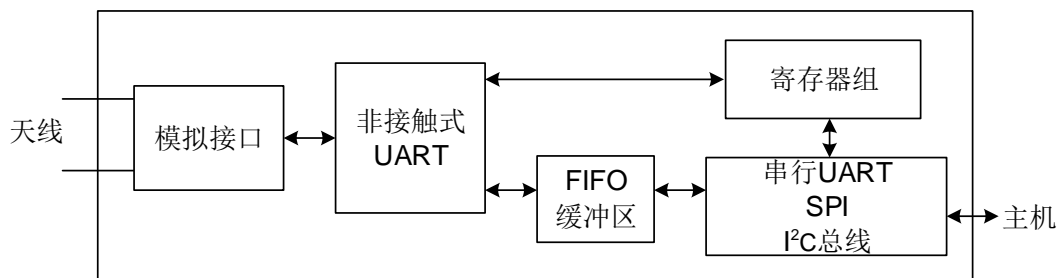 天线
模拟接口
非接触式
UART
寄存器组
FIFO
缓冲区
串行UART
SPI
I²C总线
主机